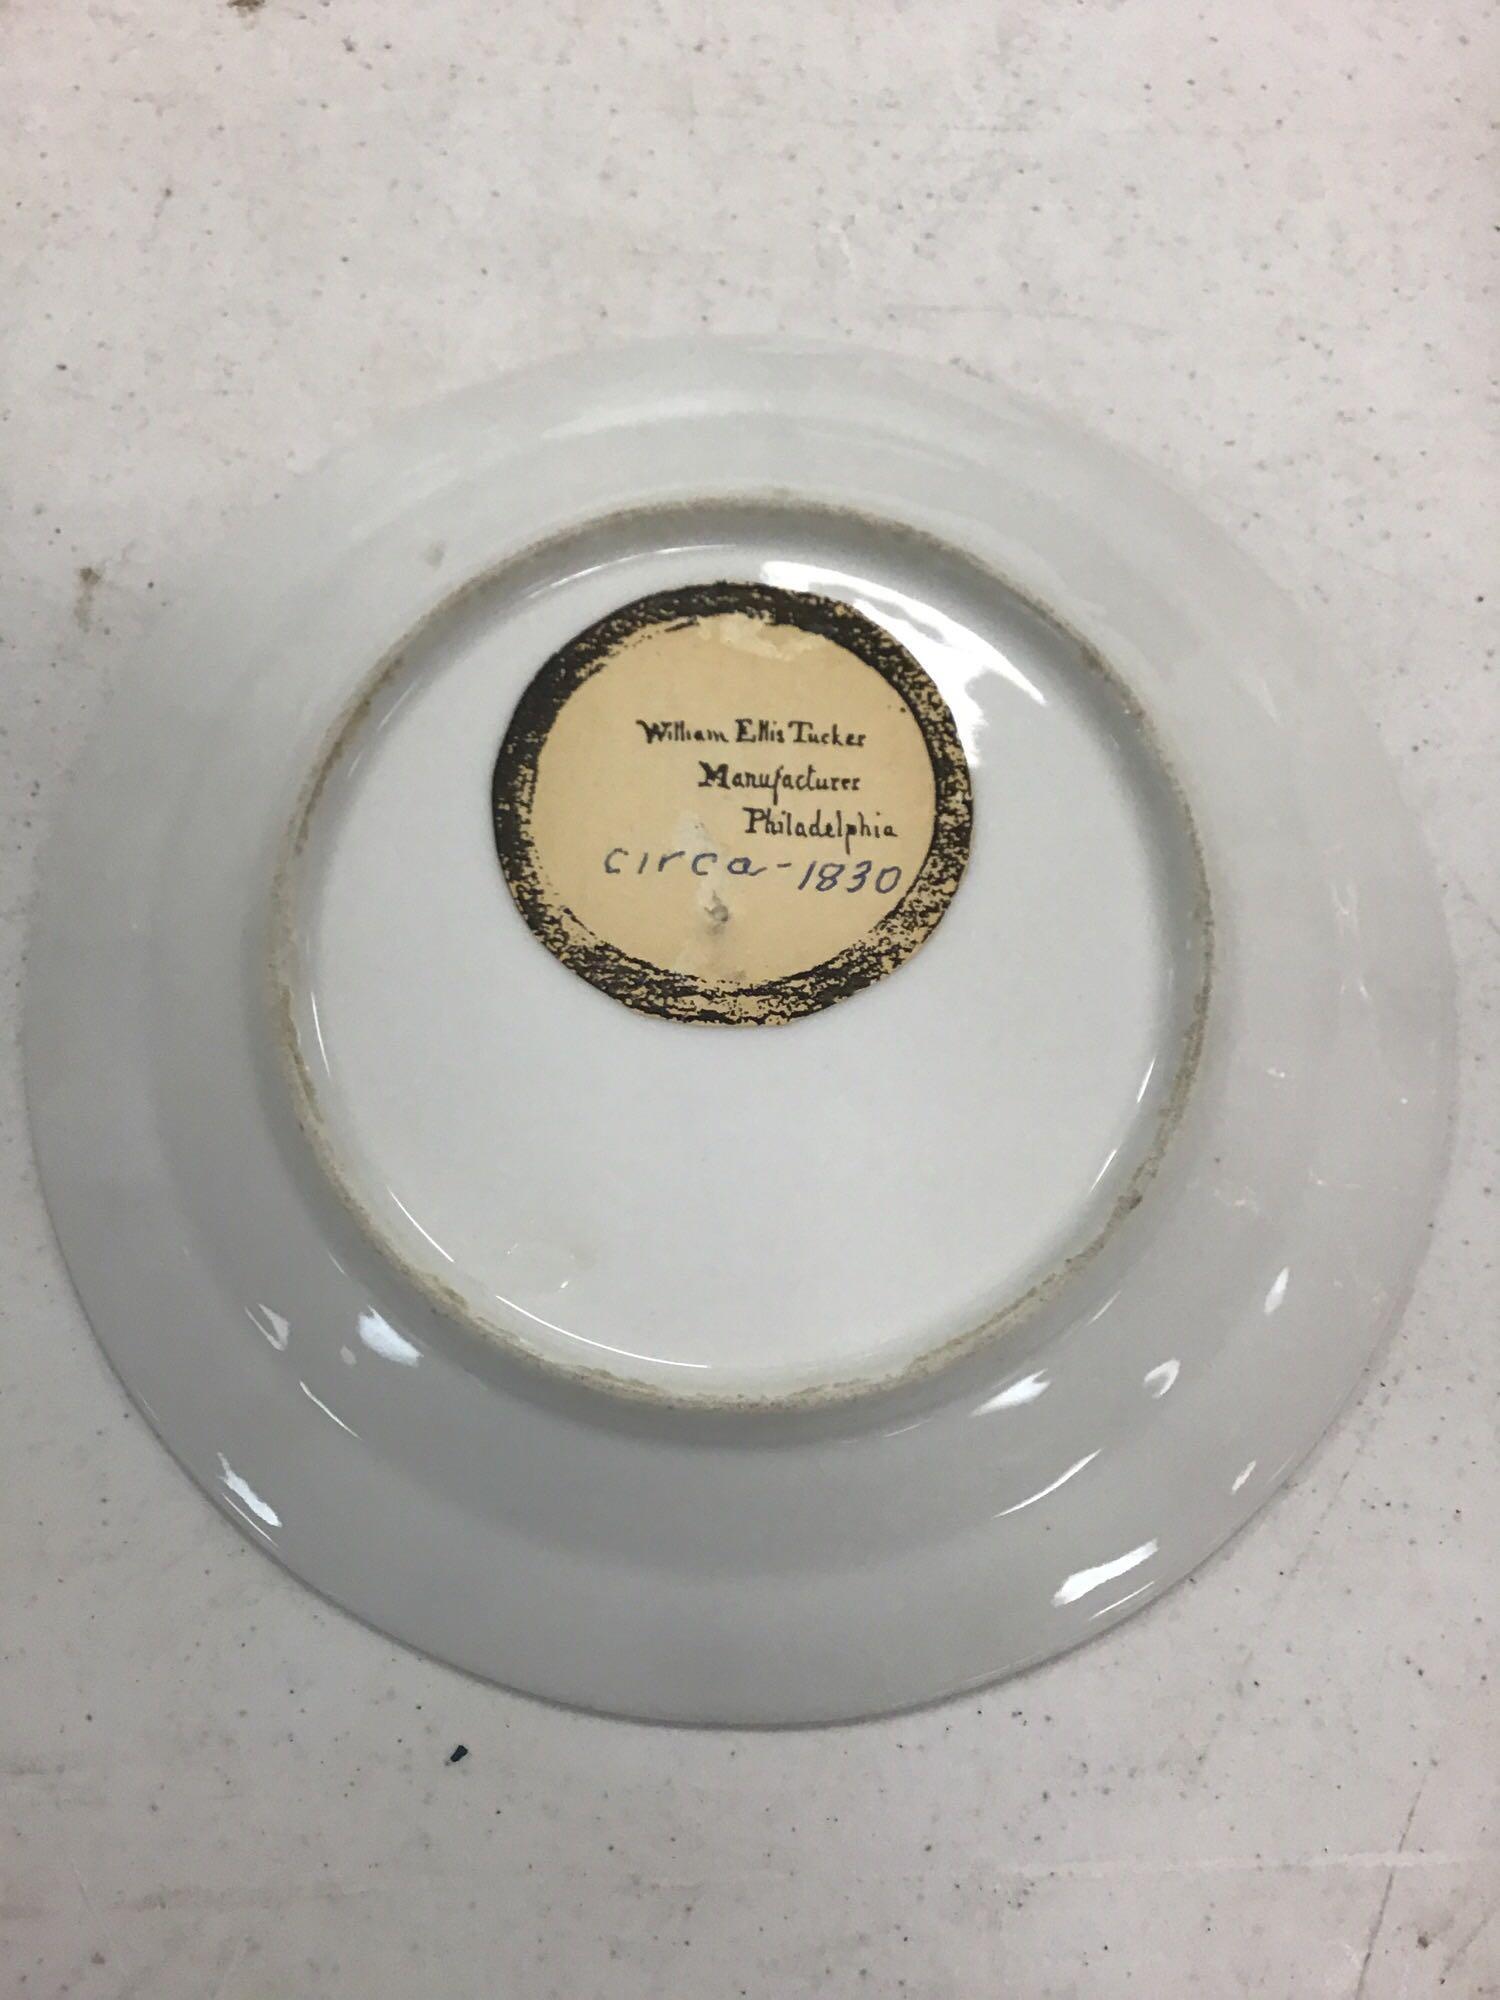 William Ellis Tucker
Manufacturer
Philadelphia
circa-1830